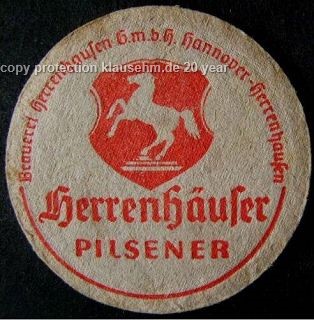 Brauerei Herrenhausen G.m.b.H. Hannover-Herrenhausen
copy protection klausehm.de 20 year
Herrenhäuser
PILSENER